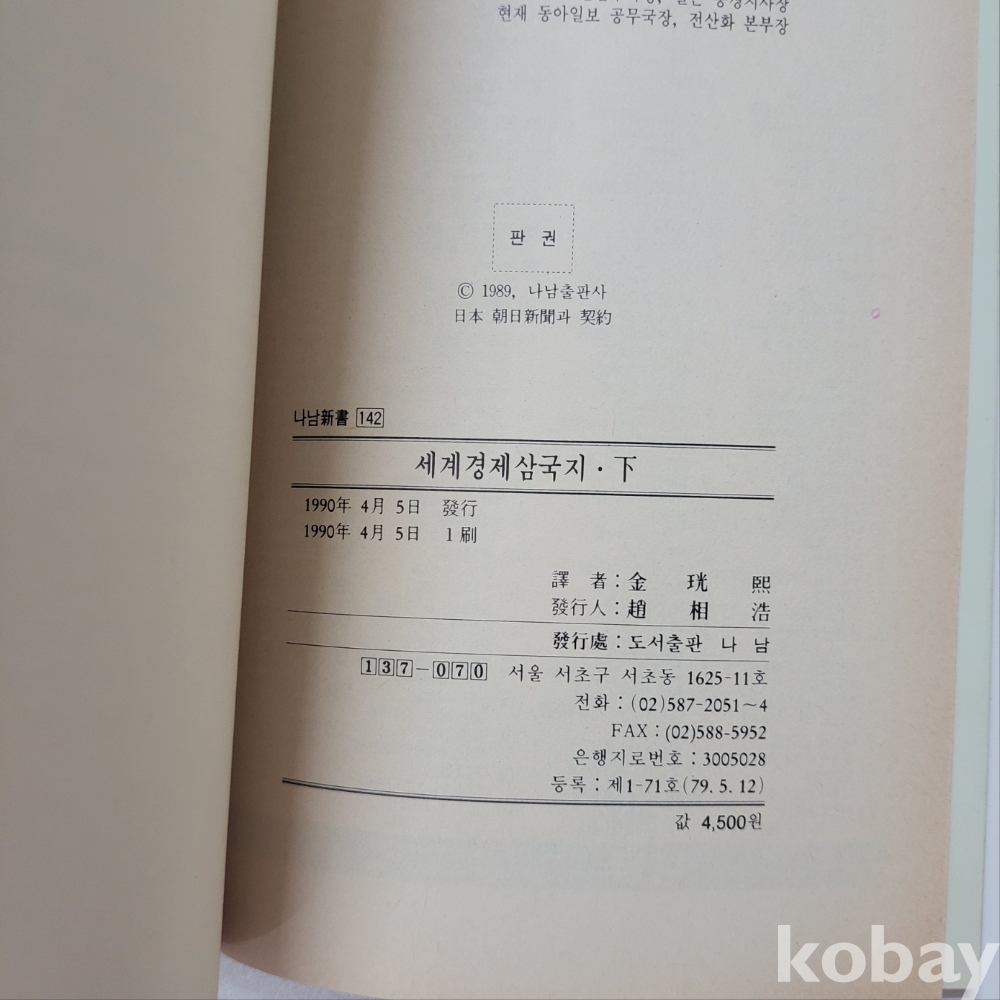 현재 동아일보 공무국장, 전산화 본부장
판 권
© 1989, 나남출판사
日本 朝日新聞과 契約
나남新書 142
세계경제삼국지·下
1990年 4月 5日 發行
1990年 4月 5日 1刷
譯 者 : 金 珖 熙
發行人 : 趙 相 浩
發行處 : 도서출판 나 남
137-070 서울 서초구 서초동 1625-11호
전화 : (02)587-2051~4
FAX : (02)588-5952
은행지로번호 : 3005028
등록 : 제1-71호(79. 5. 12)
값 4,500원
kobay